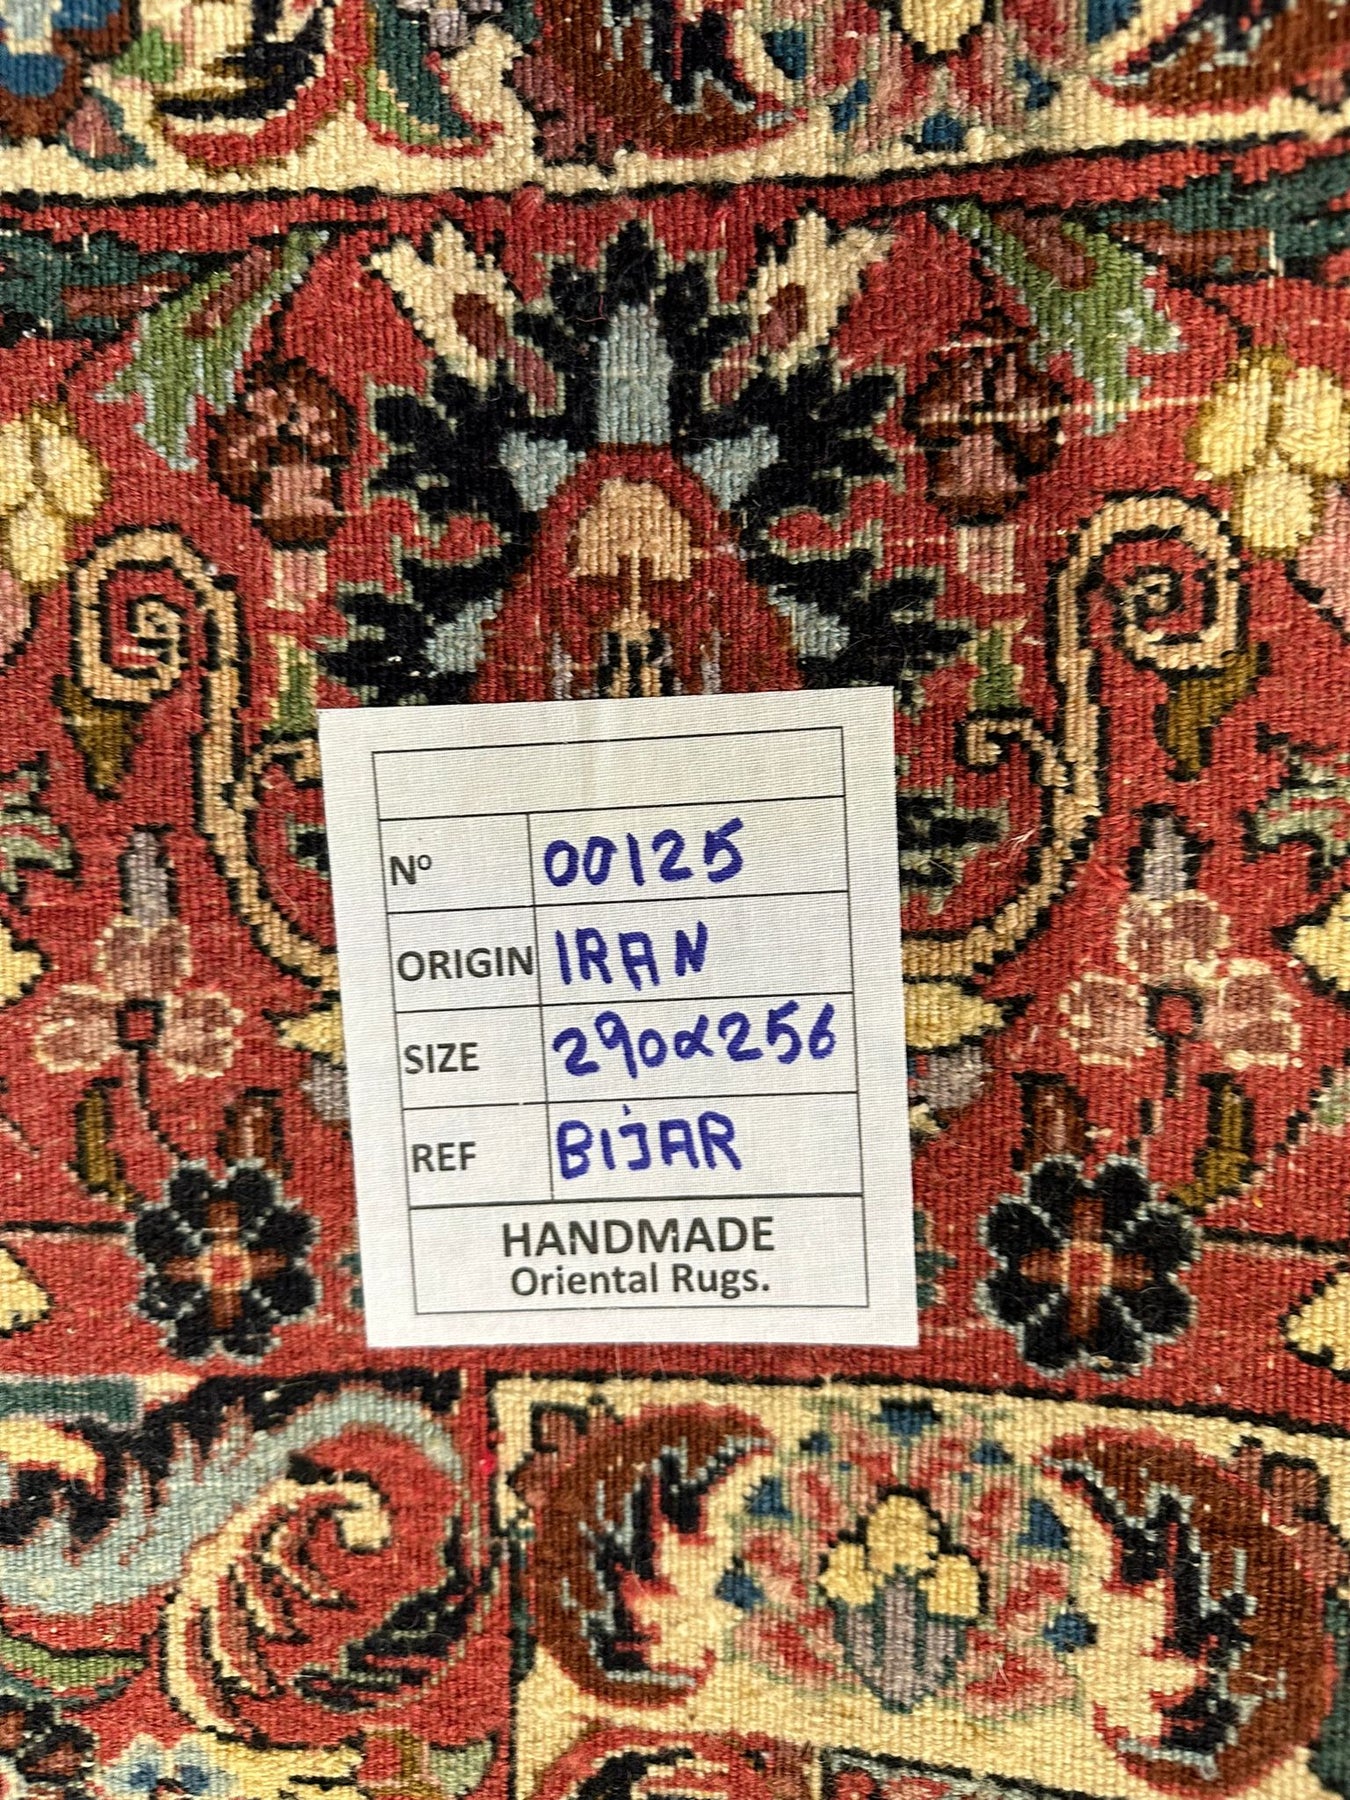 Nº 00125
ORIGIN IRAN
SIZE 290x256
REF BIJAR
HANDMADE
Oriental Rugs.